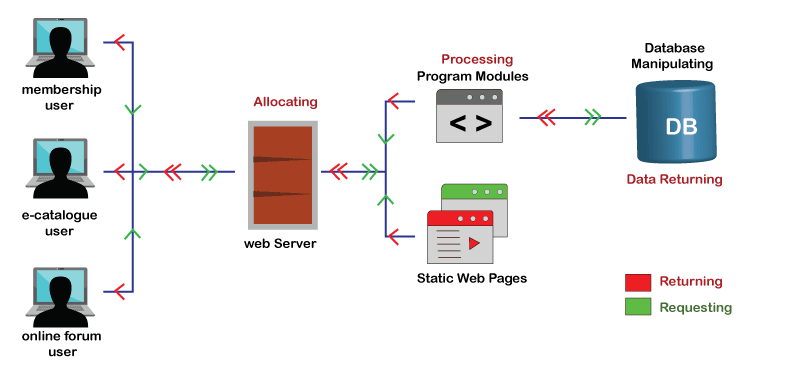 membership
user
e-catalogue
user
online forum
user
Allocating
web Server
Processing
Program Modules
< >
Static Web Pages
Database
Manipulating
DB
Data Returning
Returning
Requesting